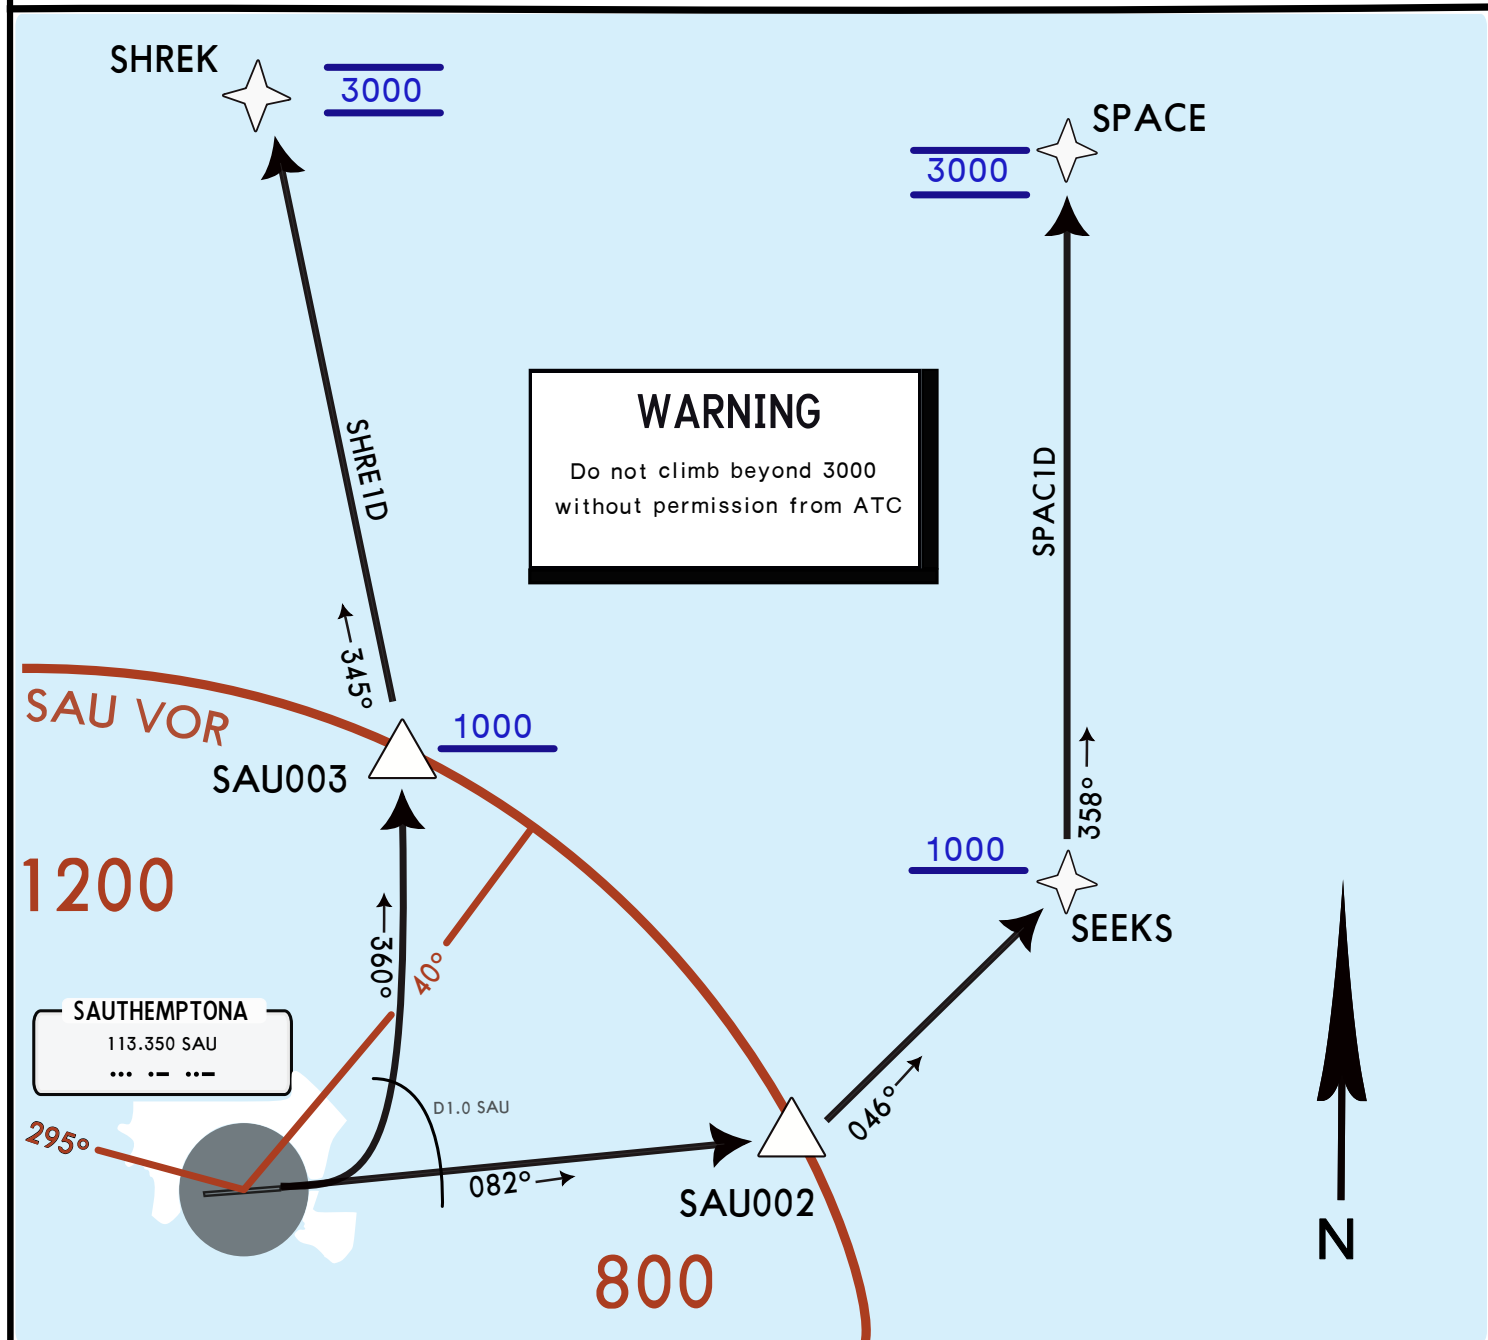 SHREK
3000
SPACE
3000
WARNING
Do not climb beyond 3000
without permission from ATC
SHRE1D
SPAC1D
345°
SAU VOR
1000
SAU003
358°
1000
SEEKS
1200
360°
40°
SAUTHEMPTONA
113.350 SAU
••• •– ••–
295°
D1.0 SAU
046°
082°
SAU002
800
N